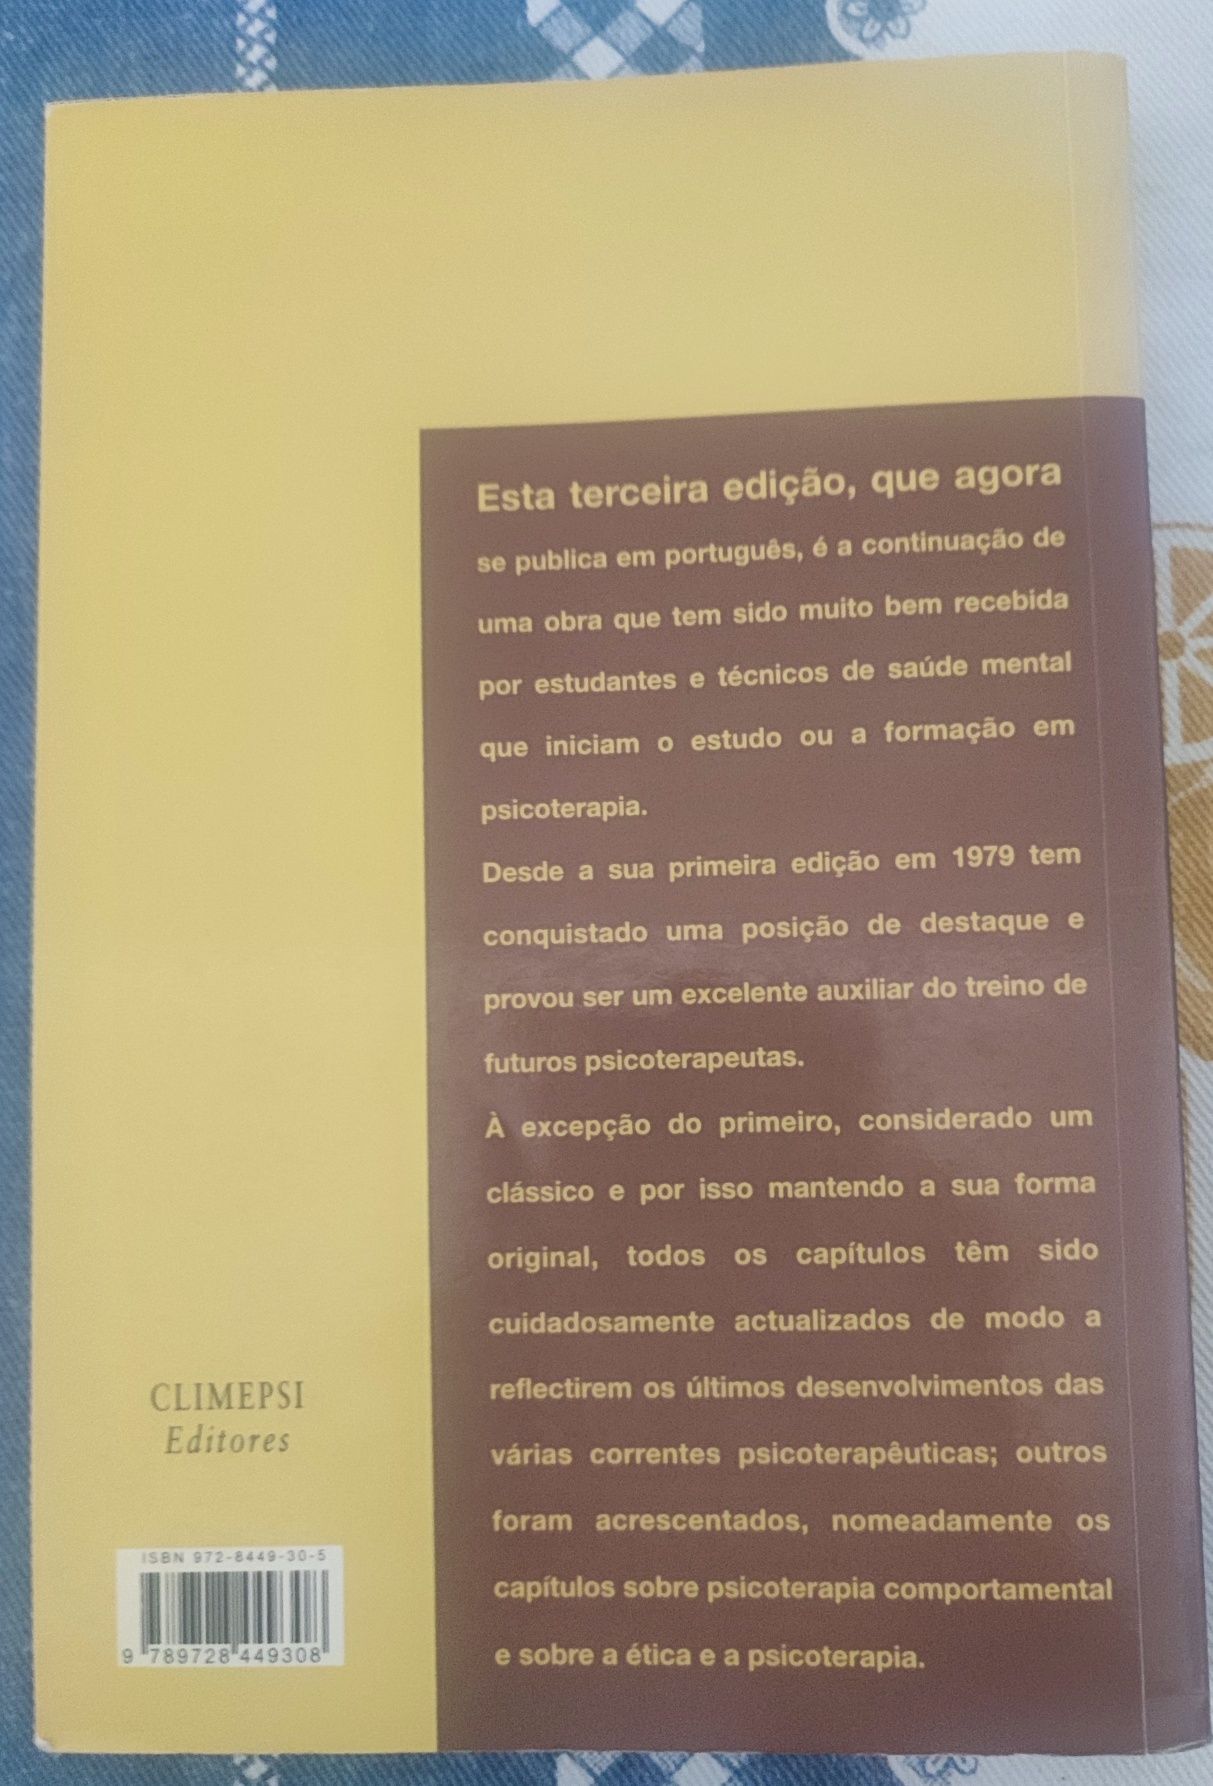 Esta terceira edição, que agora
se publica em português, é a continuação de
uma obra que tem sido muito bem recebida
por estudantes e técnicos de saúde mental
que iniciam o estudo ou a formação em
psicoterapia.
Desde a sua primeira edição em 1979 tem
conquistado uma posição de destaque e
provou ser um excelente auxiliar do treino de
futuros psicoterapeutas.
À excepção do primeiro, considerado um
clássico e por isso mantendo a sua forma
original, todos os capítulos têm sido
cuidadosamente actualizados de modo a
reflectirem os últimos desenvolvimentos das
várias correntes psicoterapêuticas; outros
foram acrescentados, nomeadamente os
capítulos sobre psicoterapia comportamental
e sobre a ética e a psicoterapia.
CLIMEPSI
Editores
ISBN 972-8449-30-5
9 789728 449308